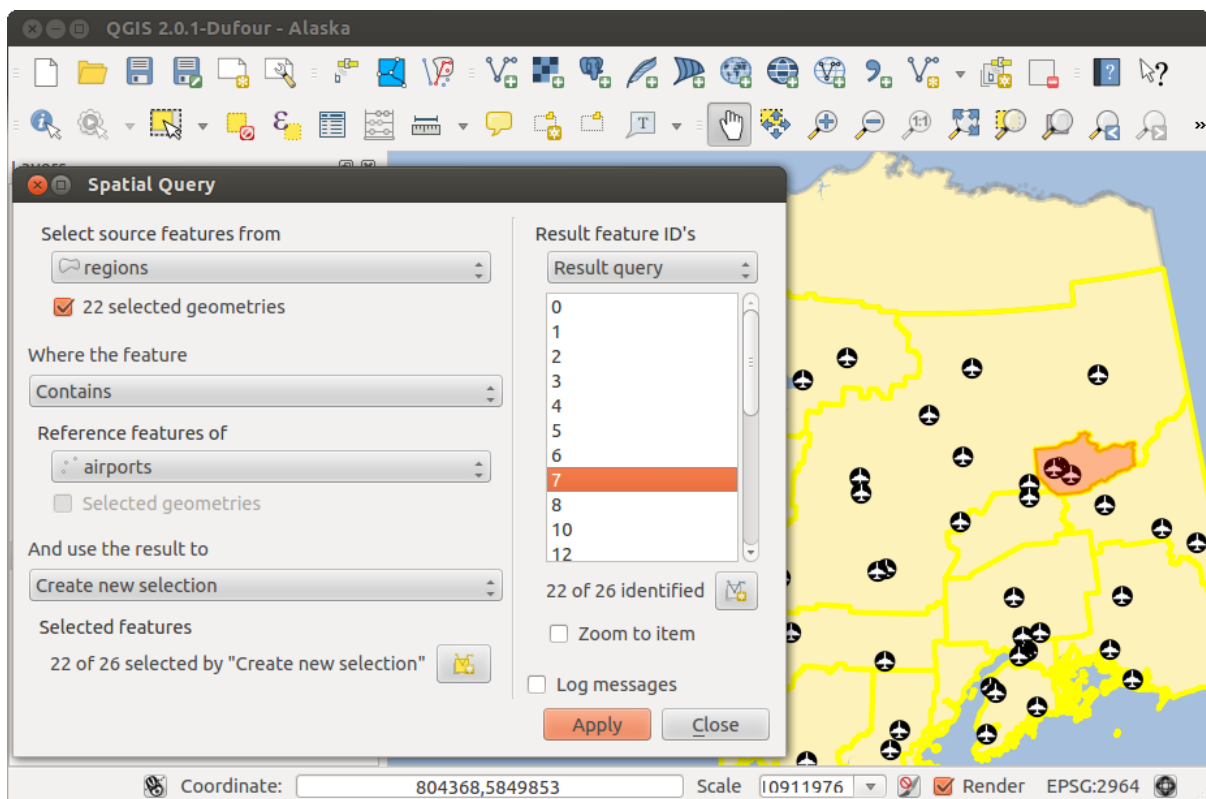 QGIS 2.0.1-Dufour - Alaska
Spatial Query
Select source features from
regions
22 selected geometries
Where the feature
Contains
Reference features of
airports
Selected geometries
And use the result to
Create new selection
Selected features
22 of 26 selected by "Create new selection"
Result feature ID's
Result query
0
1
2
3
4
5
6
7
8
10
12
22 of 26 identified
Zoom to item
Log messages
Apply
Close
Coordinate:
804368,5849853
Scale
10911976
Render
EPSG:2964